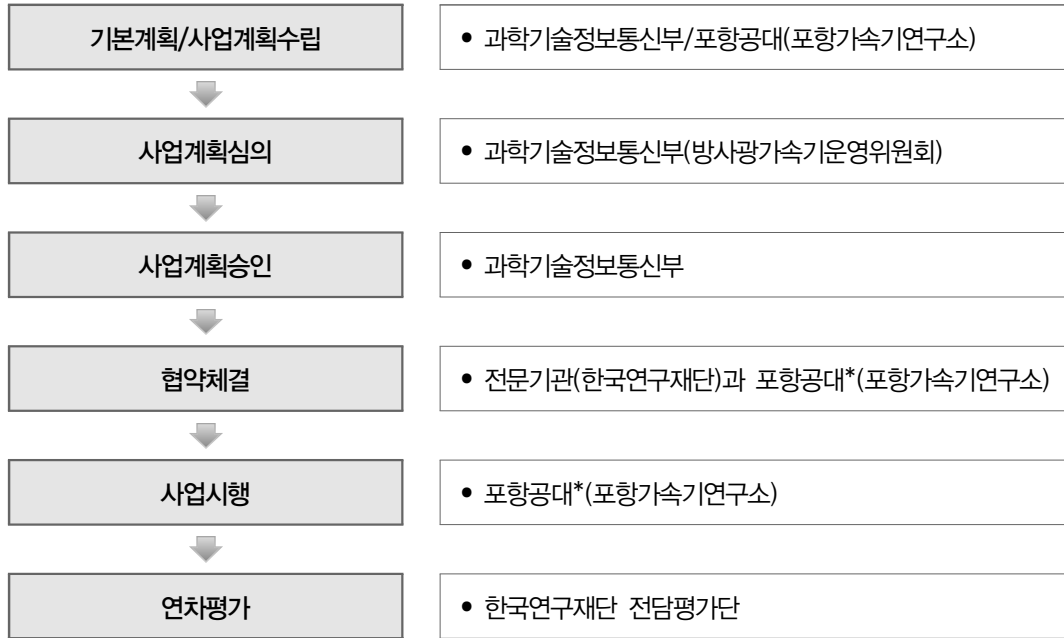 기본계획/사업계획수립
• 과학기술정보통신부/포항공대(포항가속기연구소)
사업계획심의
• 과학기술정보통신부(방사광가속기운영위원회)
사업계획승인
• 과학기술정보통신부
협약체결
• 전문기관(한국연구재단)과 포항공대*(포항가속기연구소)
사업시행
• 포항공대*(포항가속기연구소)
연차평가
• 한국연구재단 전담평가단